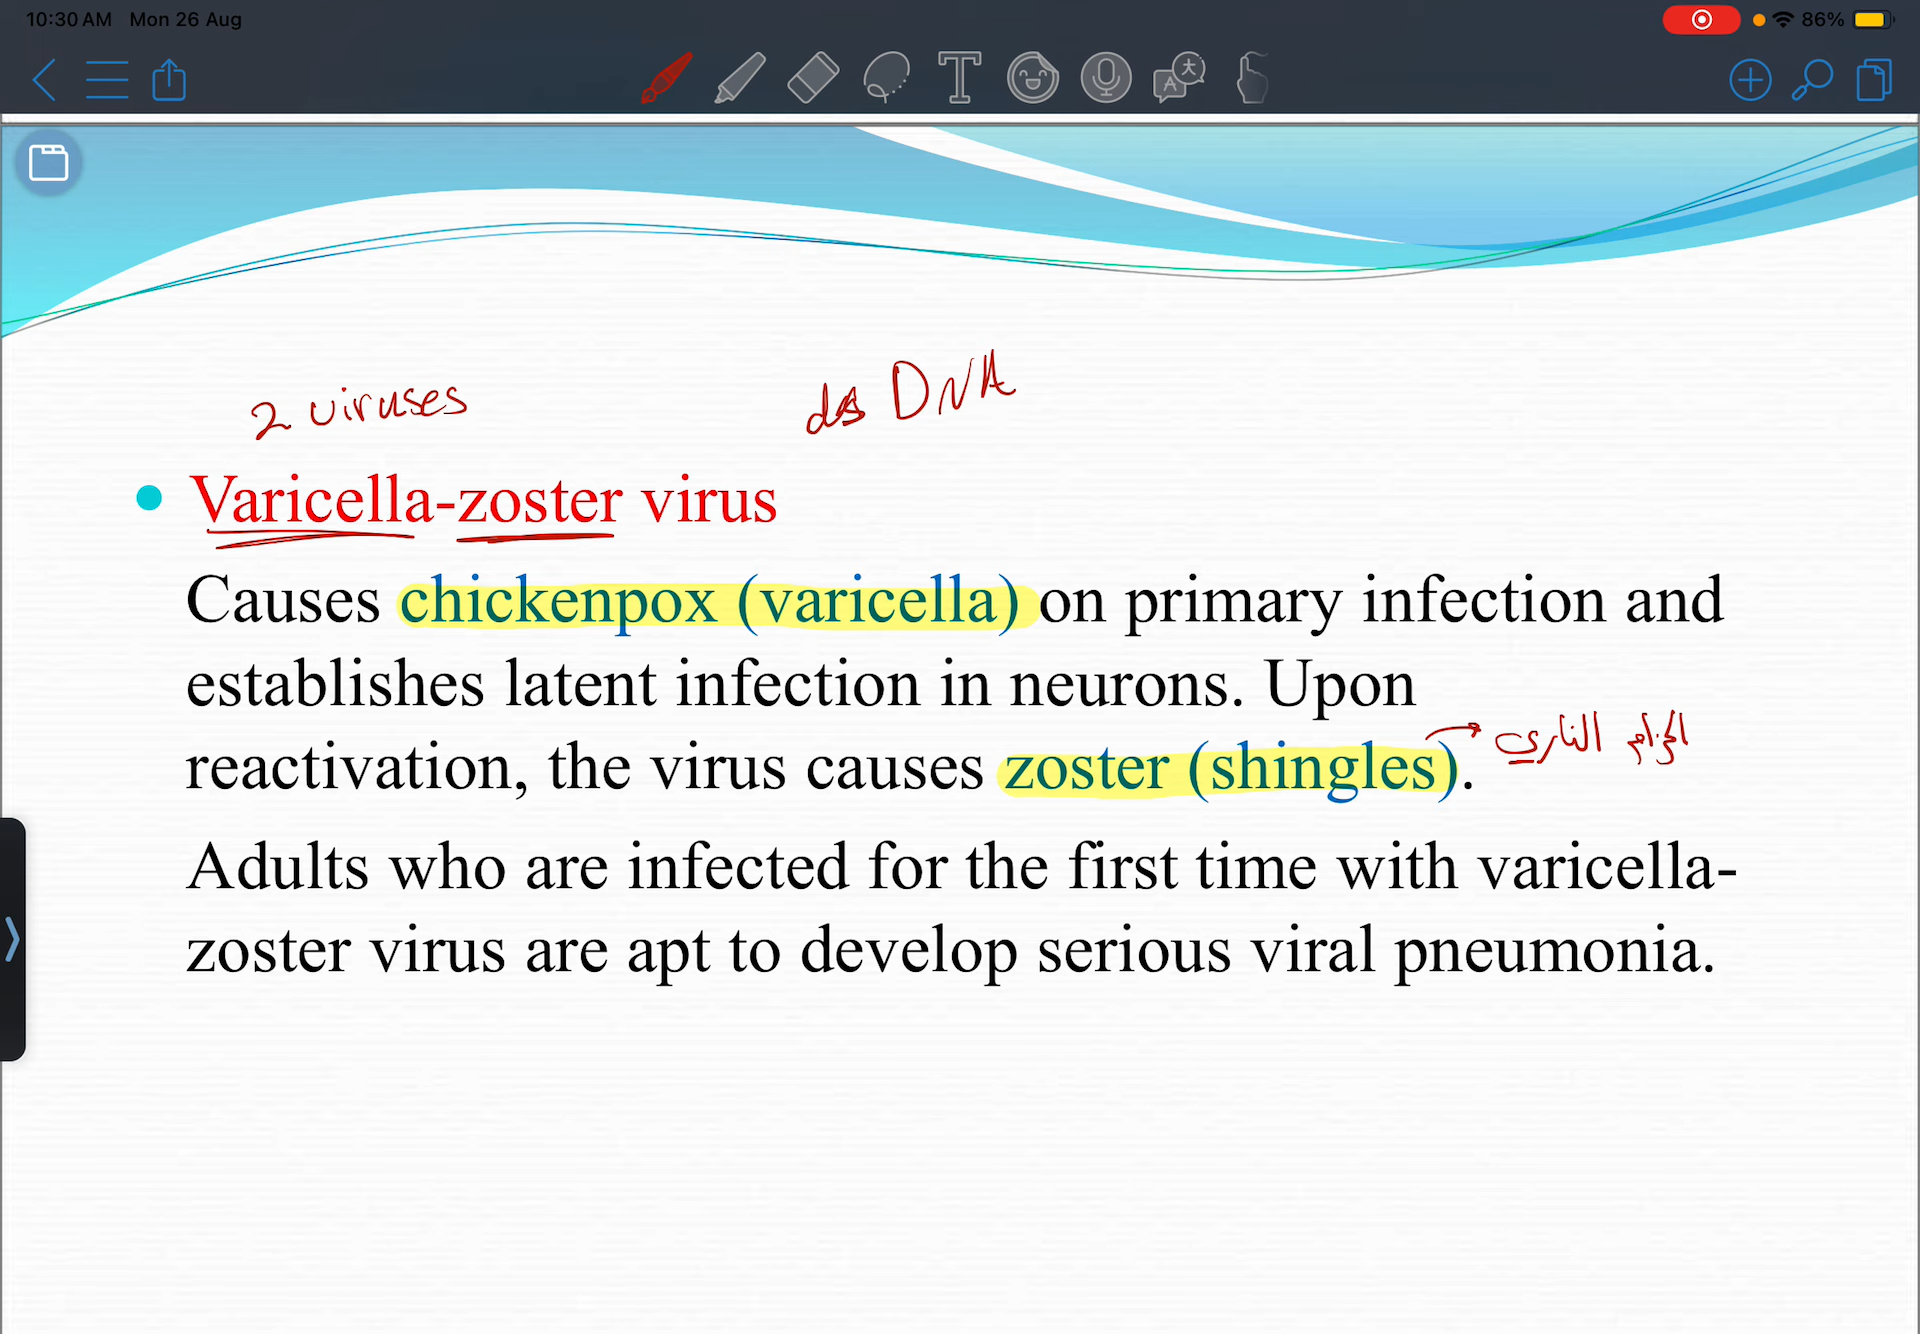 10:30 AM Mon 26 Aug
86%
2 viruses
ds DNA
Varicella-zoster virus
Causes chickenpox (varicella) on primary infection and
establishes latent infection in neurons. Upon
الحزام الناري
reactivation, the virus causes zoster (shingles).
Adults who are infected for the first time with varicella-
zoster virus are apt to develop serious viral pneumonia.